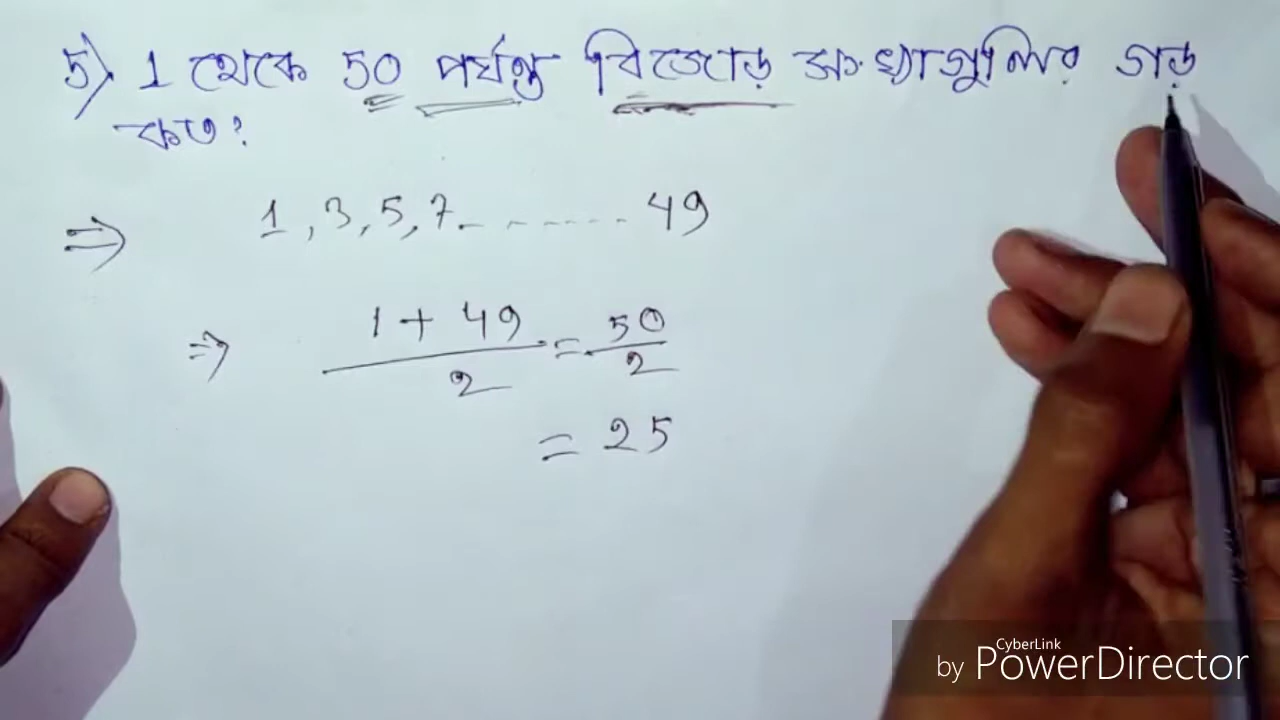 5) 1 থেকে 50 পর্যন্ত বিজোড় সংখ্যাগুলির গড়
কত?
⇒ 1, 3, 5, 7 - - - - - - - 49
⇒ 1 + 49 / 2 = 50 / 2
= 25
CyberLink
by PowerDirector